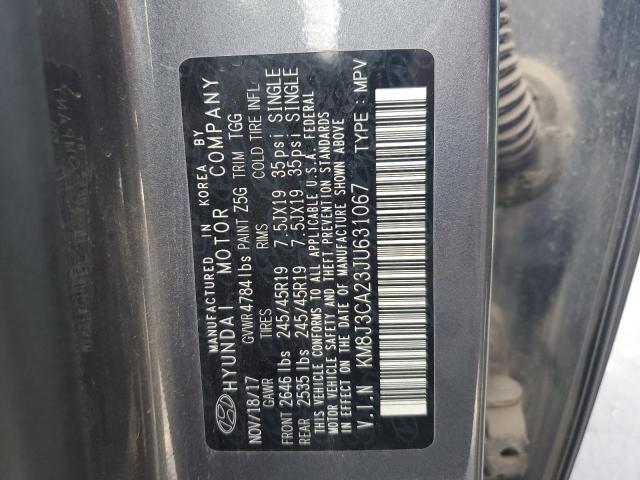 MANUFACTURED IN KOREA BY
HYUNDAI MOTOR COMPANY
NOV/18/17 GVWR 4784lbs PAINT Z5G TRIM TGG
GAWR TIRES RIMS COLD TIRE INFL
FRONT 2646 lbs 245/45R19 7.5JX19 35psi SINGLE
REAR 2535 lbs 245/45R19 7.5JX19 35psi SINGLE
THIS VEHICLE CONFORMS TO ALL APPLICABLE U.S.A. FEDERAL
MOTOR VEHICLE SAFETY AND THEFT PREVENTION STANDARDS
IN EFFECT ON THE DATE OF MANUFACTURE SHOWN ABOVE
V.I.N KM8J3CA23JU631067 TYPE : MPV